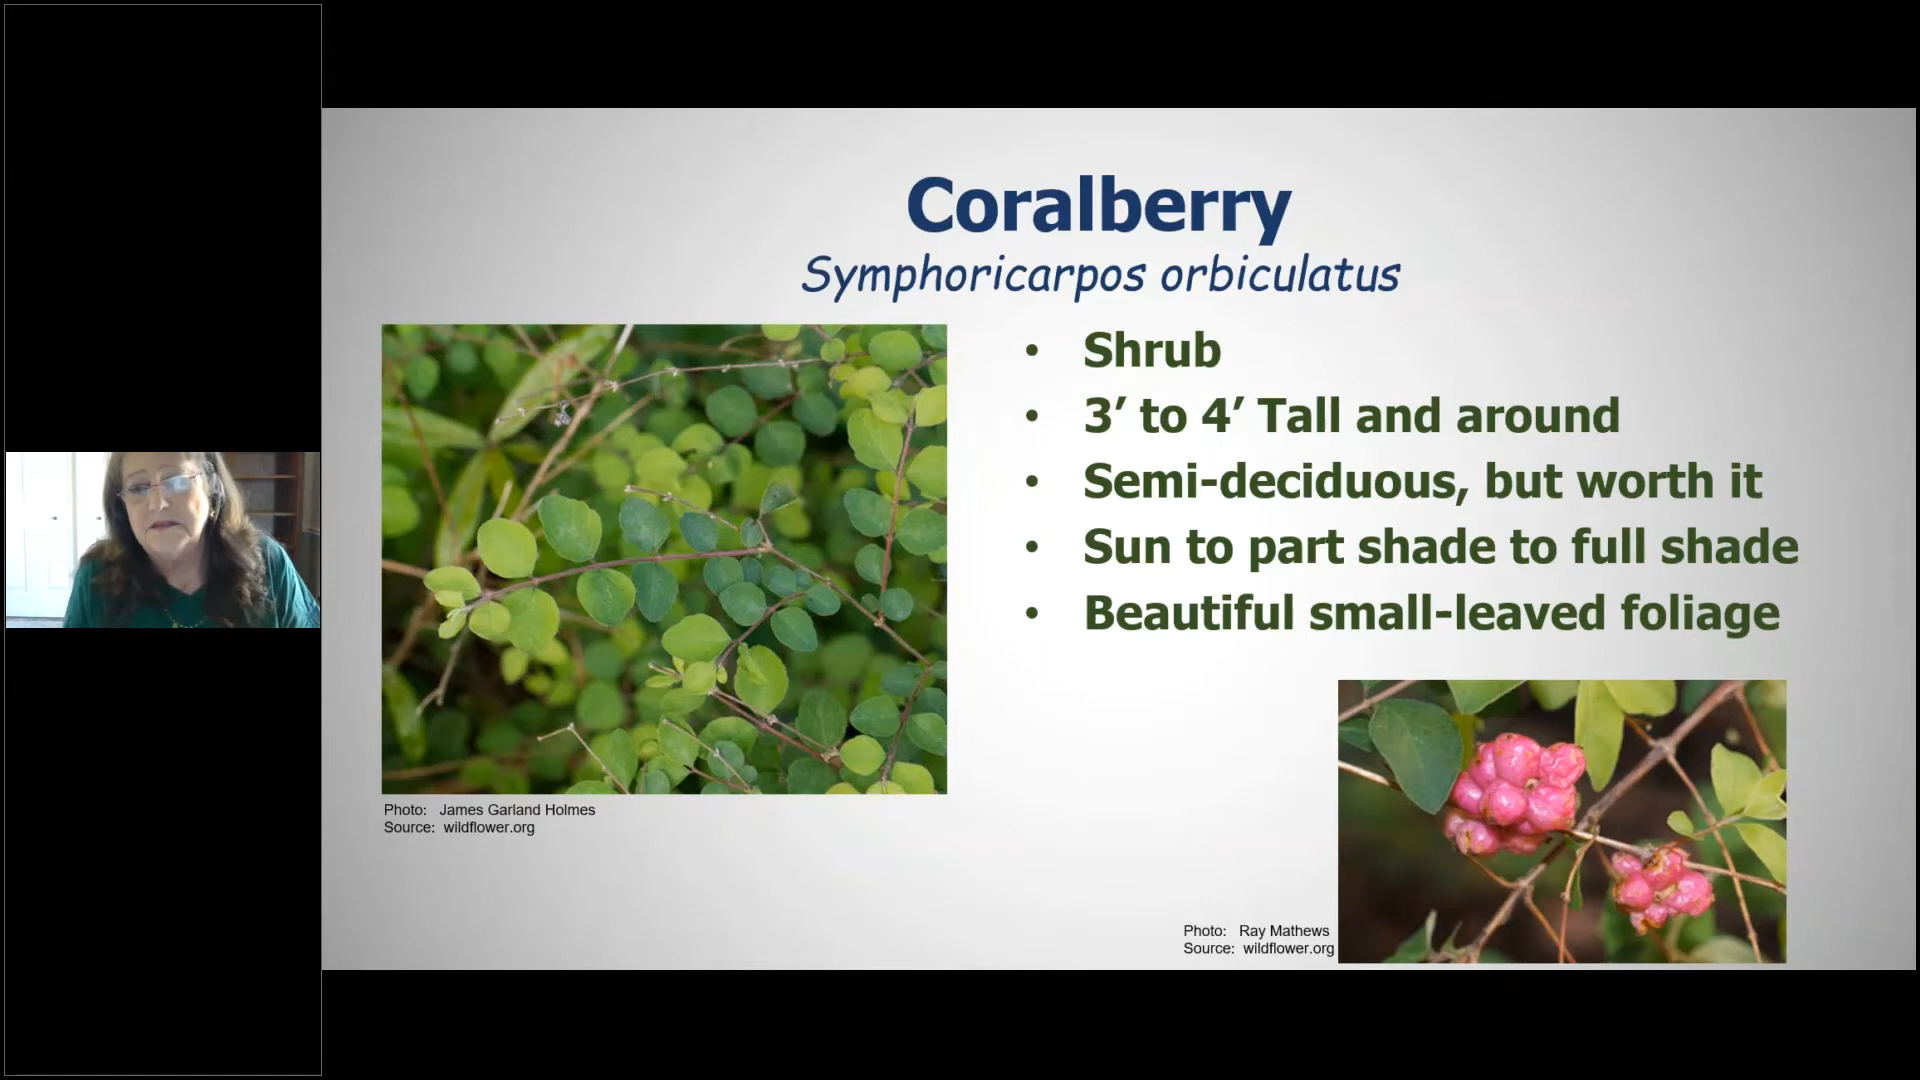 Coralberry
Symphoricarpos orbiculatus
• Shrub
• 3’ to 4’ Tall and around
• Semi-deciduous, but worth it
• Sun to part shade to full shade
• Beautiful small-leaved foliage
Photo: James Garland Holmes
Source: wildflower.org
Photo: Ray Mathews
Source: wildflower.org